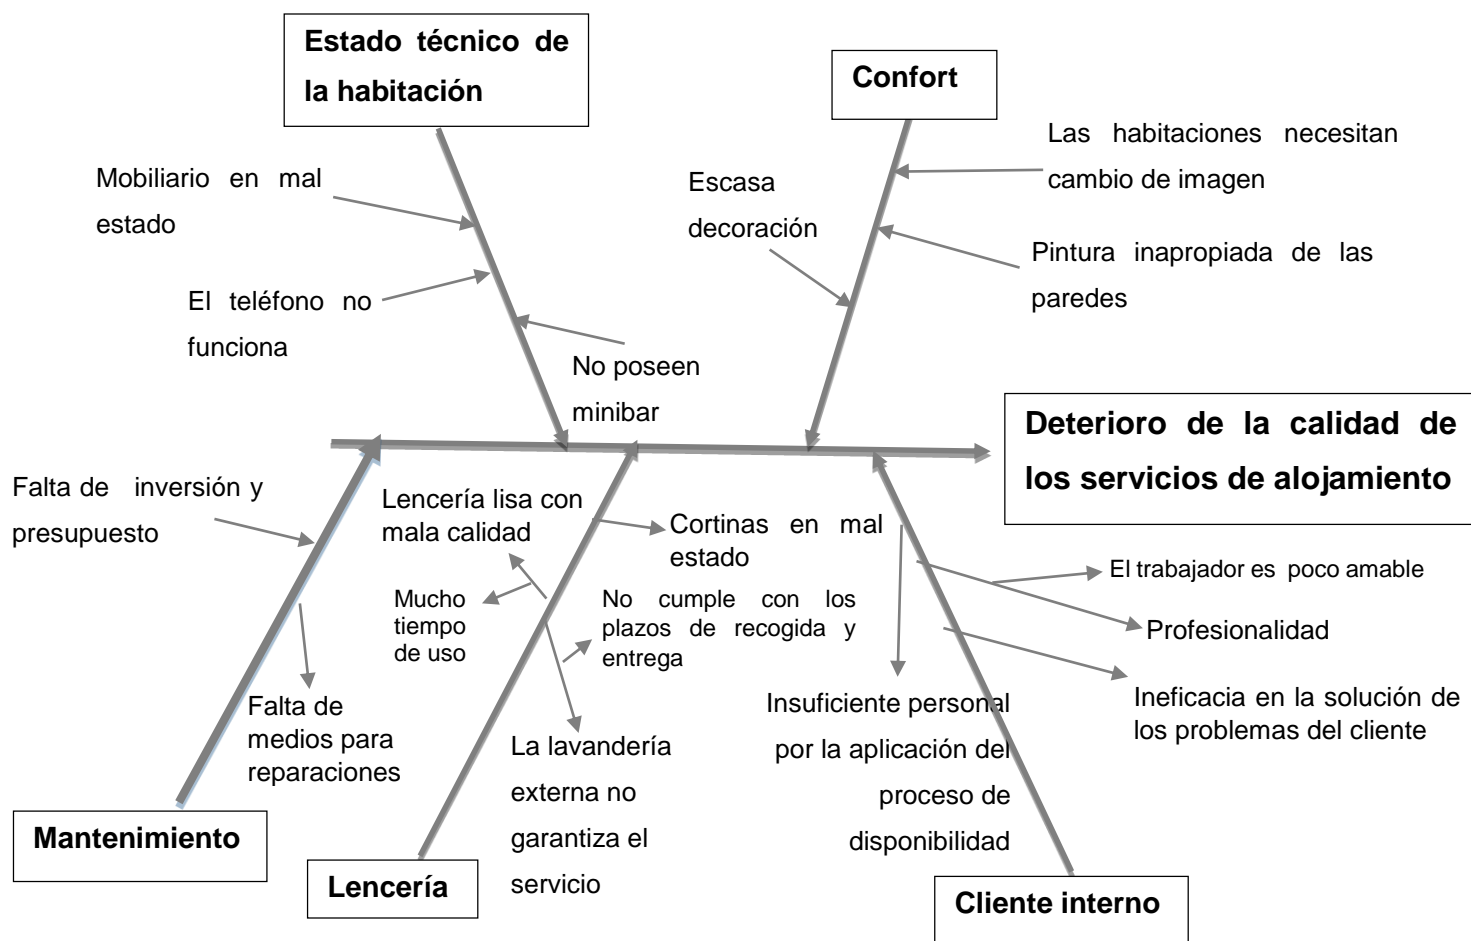 Estado técnico de
la habitación
Confort
Las habitaciones necesitan
cambio de imagen
Mobiliario en mal
estado
Escasa
decoración
Pintura inapropiada de las
paredes
El teléfono no
funciona
No poseen
minibar
Deterioro de la calidad de
los servicios de alojamiento
Falta de inversión y
presupuesto
Lencería lisa con
mala calidad
Cortinas en mal
estado
El trabajador es poco amable
Mucho
tiempo
de uso
No cumple con los
plazos de recogida y
entrega
Profesionalidad
Ineficacia en la solución de
los problemas del cliente
Falta de
medios para
reparaciones
La lavandería
externa no
garantiza el
servicio
Insuficiente personal
por la aplicación del
proceso de
disponibilidad
Mantenimiento
Lencería
Cliente interno